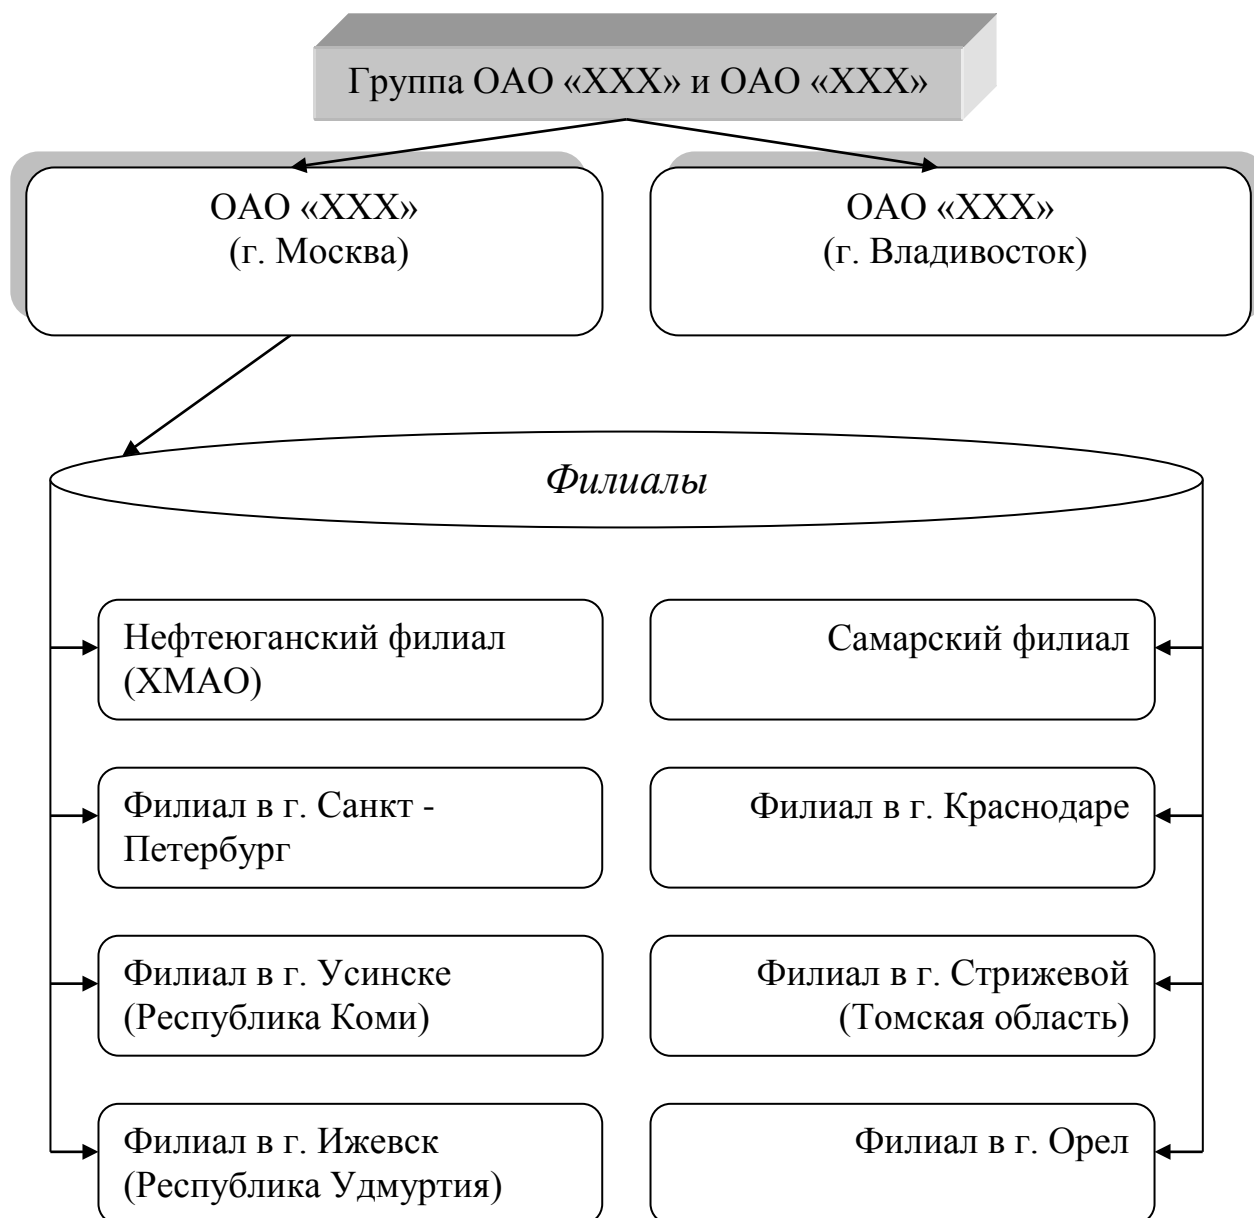 Группа ОАО «ХХХ» и ОАО «ХХХ»
ОАО «ХХХ»
(г. Москва)
ОАО «ХХХ»
(г. Владивосток)
Филиалы
Нефтеюганский филиал
(ХМАО)
Самарский филиал
Филиал в г. Санкт -
Петербург
Филиал в г. Краснодаре
Филиал в г. Усинске
(Республика Коми)
Филиал в г. Стрижевой
(Томская область)
Филиал в г. Ижевск
(Республика Удмуртия)
Филиал в г. Орел